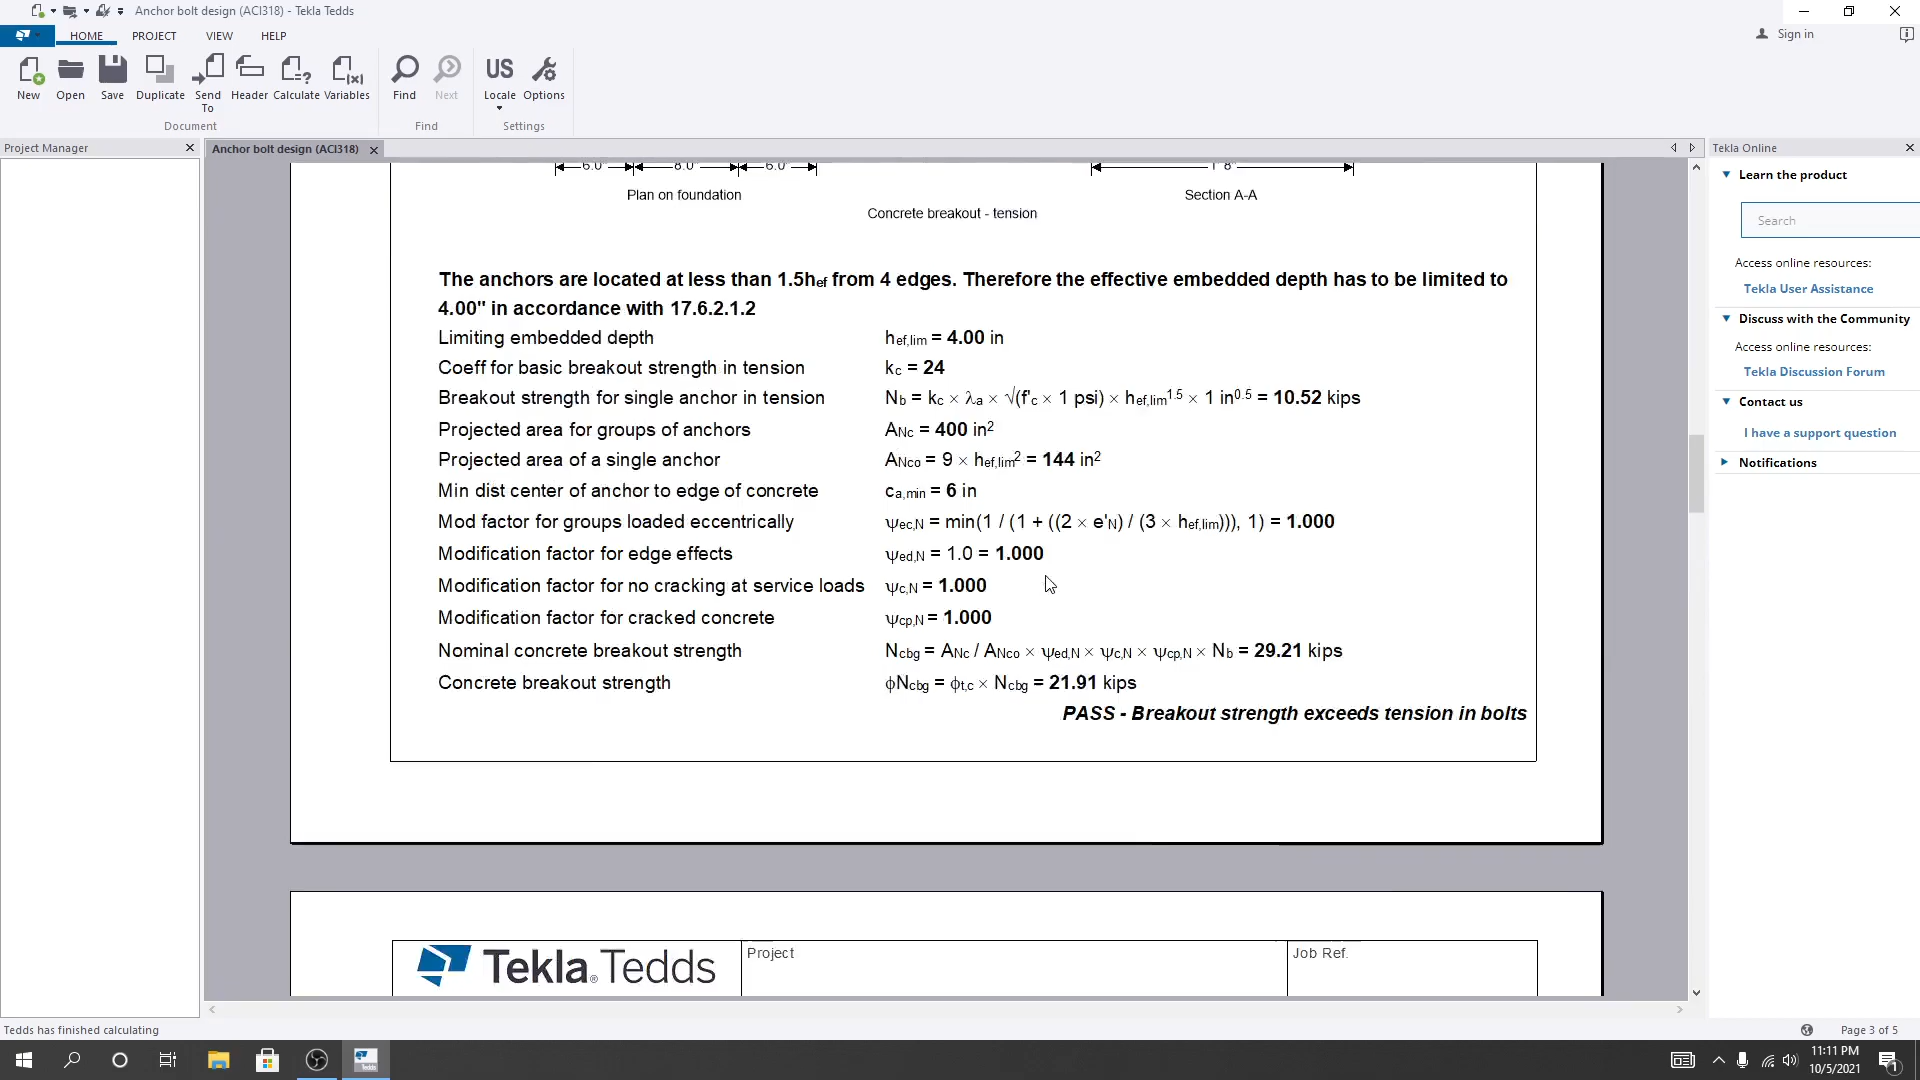 Anchor bolt design (ACI318) - Tekla Tedds
HOME PROJECT VIEW HELP
Sign in
New Open Save Duplicate Send To Header Calculate Variables Find Next US Locale Options
Document Find Settings
Project Manager
Anchor bolt design (ACI318)
Tekla Online
6.0" 8.0" 6.0" 1' 8"
Plan on foundation Section A-A
Concrete breakout - tension
The anchors are located at less than 1.5hef from 4 edges. Therefore the effective embedded depth has to be limited to
4.00" in accordance with 17.6.2.1.2
Limiting embedded depth hef,lim = 4.00 in
Coeff for basic breakout strength in tension kc = 24
Breakout strength for single anchor in tension Nb = kc × λa × √(f'c × 1 psi) × hef,lim^1.5 × 1 in^0.5 = 10.52 kips
Projected area for groups of anchors ANc = 400 in²
Projected area of a single anchor ANco = 9 × hef,lim² = 144 in²
Min dist center of anchor to edge of concrete ca,min = 6 in
Mod factor for groups loaded eccentrically ψec,N = min(1 / (1 + ((2 × e'N) / (3 × hef,lim))), 1) = 1.000
Modification factor for edge effects ψed,N = 1.0 = 1.000
Modification factor for no cracking at service loads ψc,N = 1.000
Modification factor for cracked concrete ψcp,N = 1.000
Nominal concrete breakout strength Ncbg = ANc / ANco × ψed,N × ψc,N × ψcp,N × Nb = 29.21 kips
Concrete breakout strength ϕNcbg = ϕt,c × Ncbg = 21.91 kips
PASS - Breakout strength exceeds tension in bolts
Tekla® Tedds
Project
Job Ref.
Learn the product
Search
Access online resources:
Tekla User Assistance
Discuss with the Community
Access online resources:
Tekla Discussion Forum
Contact us
I have a support question
Notifications
Tedds has finished calculating
Page 3 of 5
Tedds
11:11 PM
10/5/2021
1